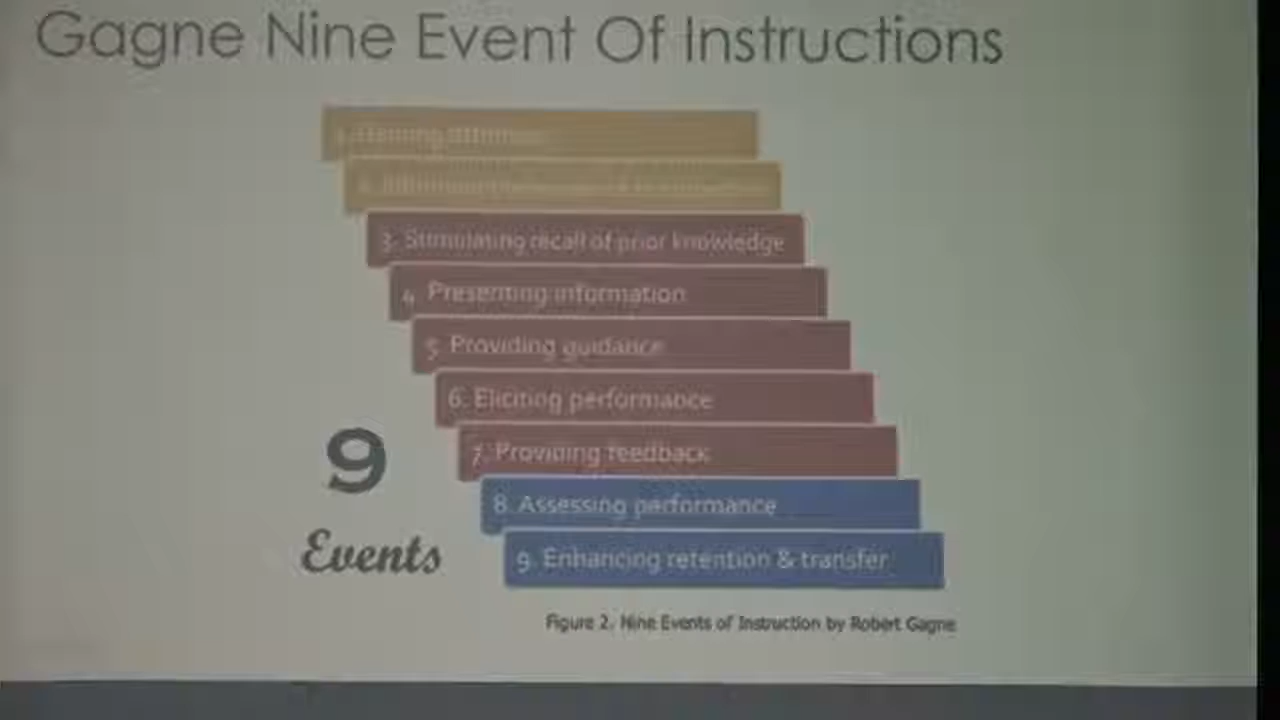 Gagne Nine Event Of Instructions
3. Stimulating recall of prior knowledge
4. Presenting information
5. Providing guidance
6. Eliciting performance
7. Providing feedback
8. Assessing performance
9. Enhancing retention & transfer
9
Events
Figure 2. Nine Events of Instruction by Robert Gagne